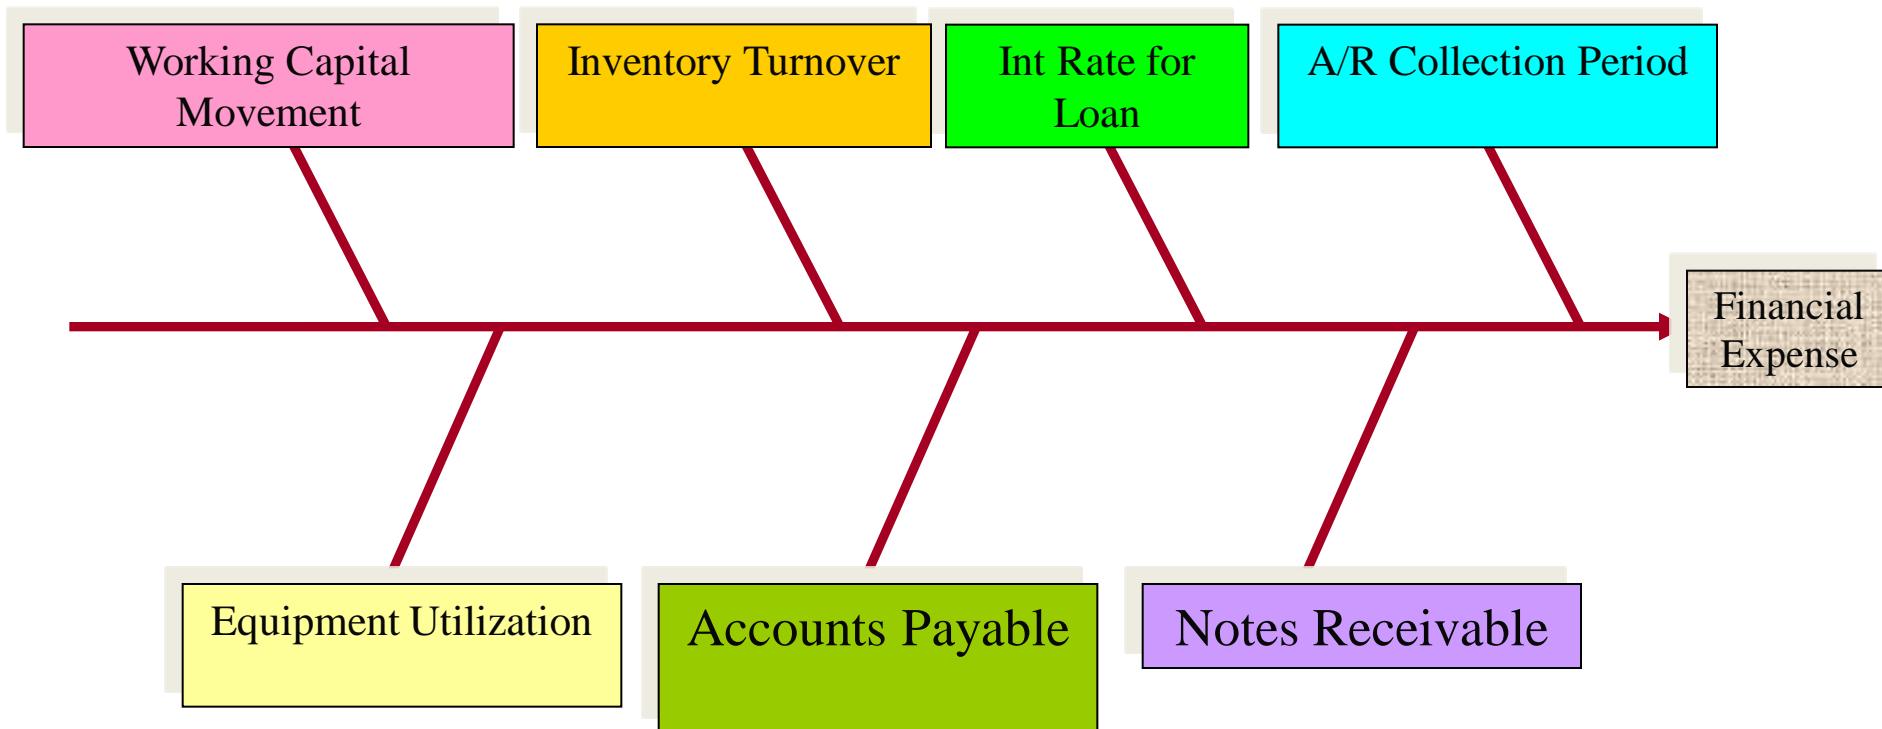 Working Capital
Movement
Inventory Turnover
Int Rate for
Loan
A/R Collection Period
Financial
Expense
Equipment Utilization
Accounts Payable
Notes Receivable